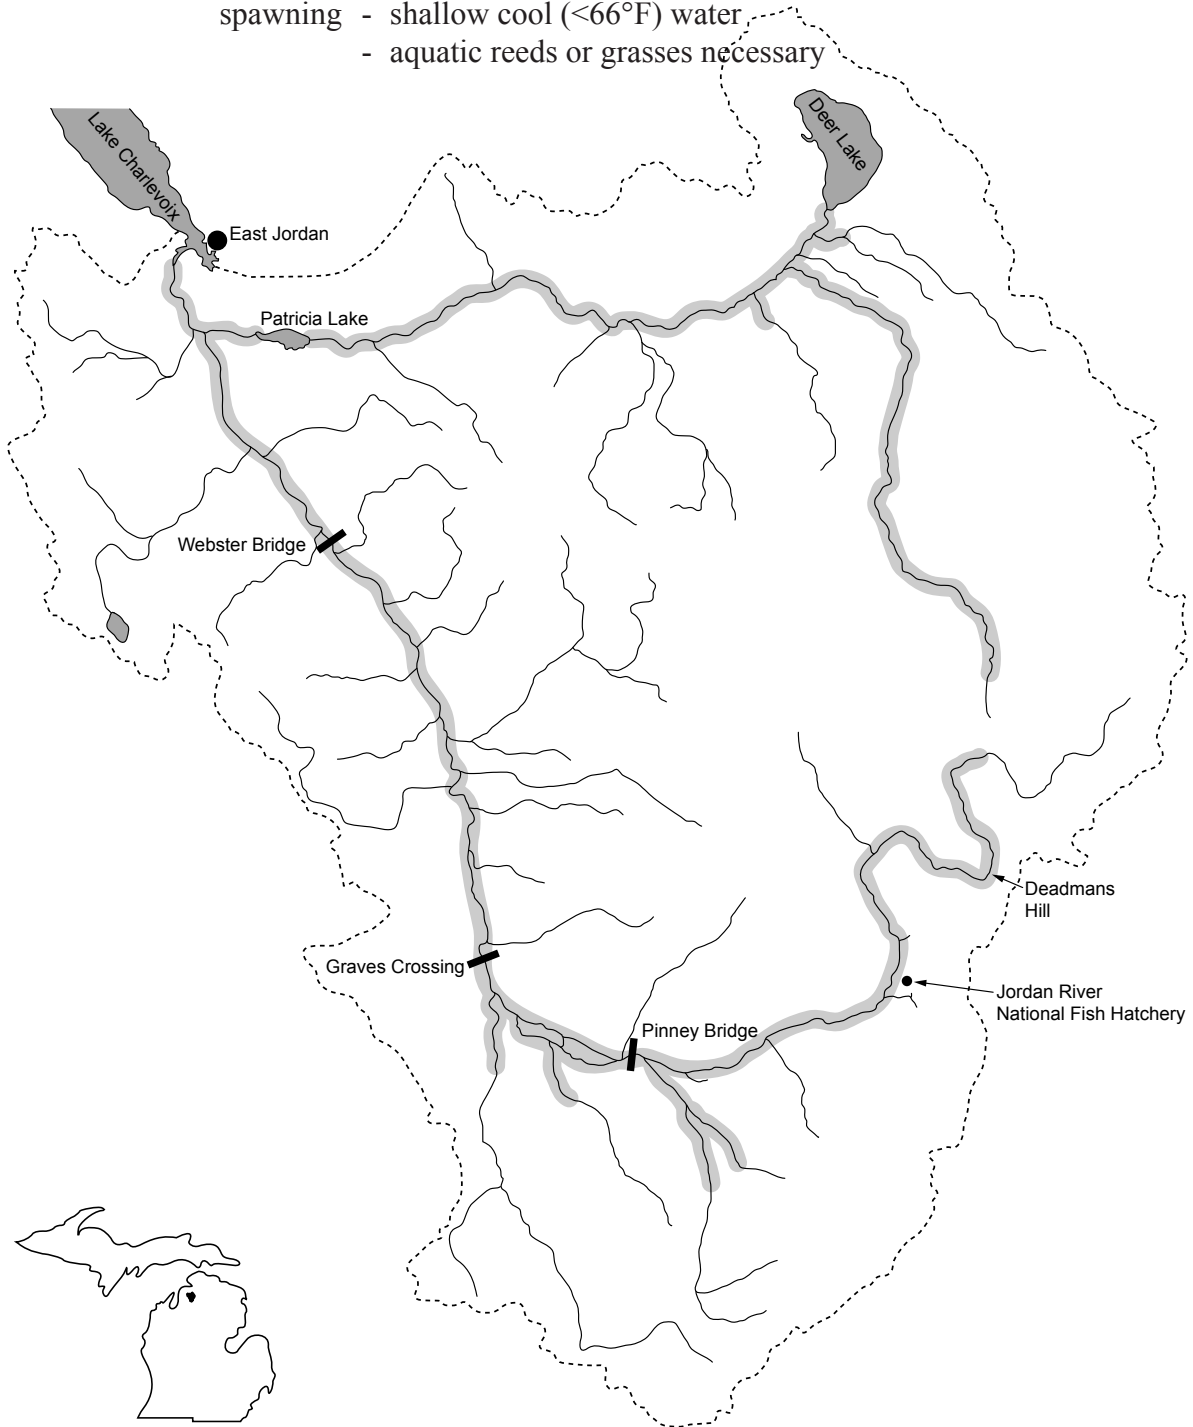 spawning - shallow cool (<66°F) water
- aquatic reeds or grasses necessary
Lake Charlevoix
Deer Lake
East Jordan
Patricia Lake
Webster Bridge
Deadmans
Hill
Graves Crossing
Jordan River
National Fish Hatchery
Pinney Bridge